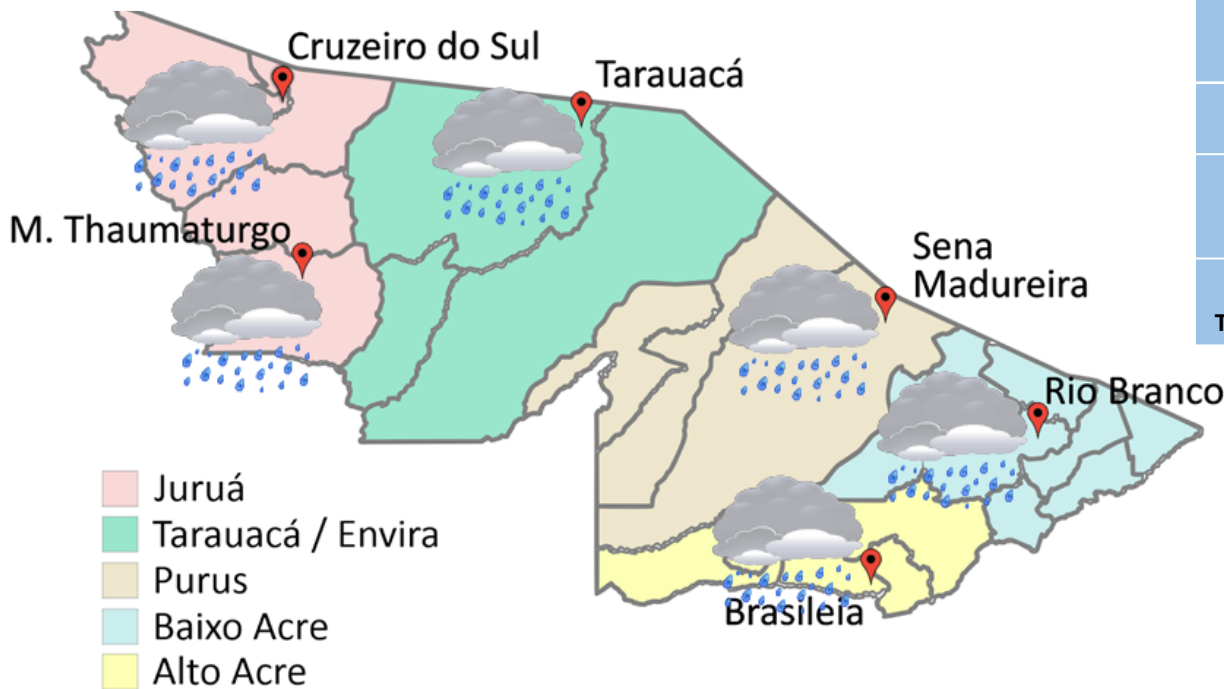 Cruzeiro do Sul
Tarauacá
M. Thaumaturgo
Sena
Madureira
Rio Branco
Brasileia
Juruá
Tarauacá / Envira
Purus
Baixo Acre
Alto Acre
T